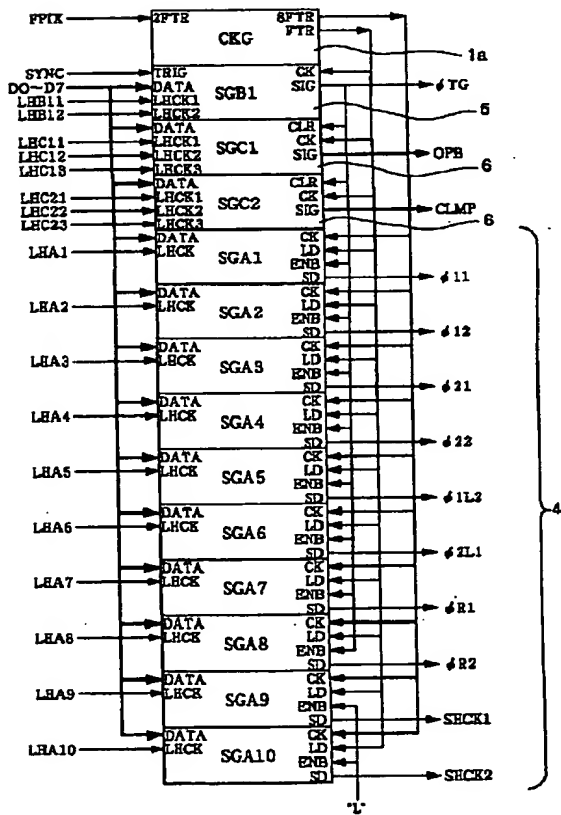 FPIX 2FTR CKG 8FTR FTR 1a
SYNC TRIG SGB1 CK
D0~D7 DATA SIG φTG
LHB11 LHCK1 5
LHB12 LHCK2
DATA SGC1 CLR
LHC11 LHCK1 CK
LHC12 LHCK2 SIG OPB
LHC13 LHCK3 6
DATA SGC2 CLR
LHC21 LHCK1 CK
LHC22 LHCK2 SIG CLMP
LHC23 LHCK3 6
DATA SGA1 CK
LHA1 LHCK LD
ENB
SD φ11
DATA SGA2 CK
LHA2 LHCK LD
ENB
SD φ12
DATA SGA3 CK
LHA3 LHCK LD
ENB
SD φ21
DATA SGA4 CK
LHA4 LHCK LD
ENB
SD φ22
DATA SGA5 CK
LHA5 LHCK LD
ENB
SD φ1L2
4
DATA SGA6 CK
LHA6 LHCK LD
ENB
SD φ2L1
DATA SGA7 CK
LHA7 LHCK LD
ENB
SD φR1
DATA SGA8 CK
LHA8 LHCK LD
ENB
SD φR2
DATA SGA9 CK
LHA9 LHCK LD
ENB
SD SHCK1
DATA SGA10 CK
LHA10 LHCK LD
ENB
SD SHCK2
"L"